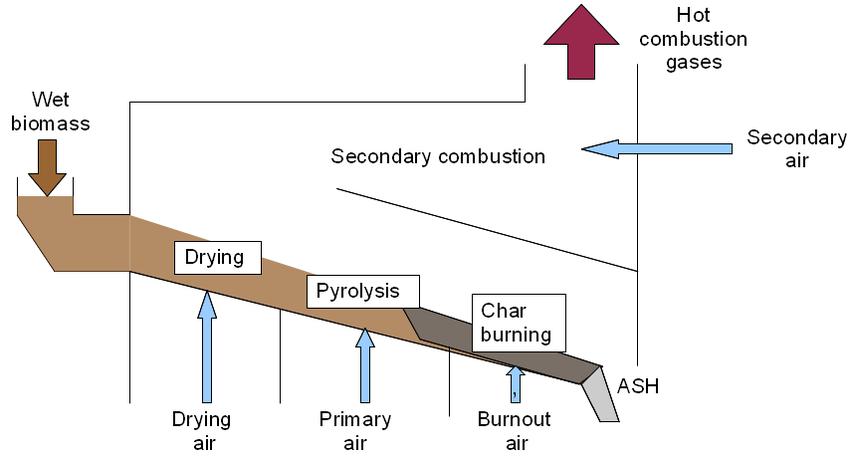 Hot
combustion
gases
Wet
biomass
Secondary
air
Secondary combustion
Drying
Pyrolysis
Char
burning
ASH
Drying
air
Primary
air
Burnout
air